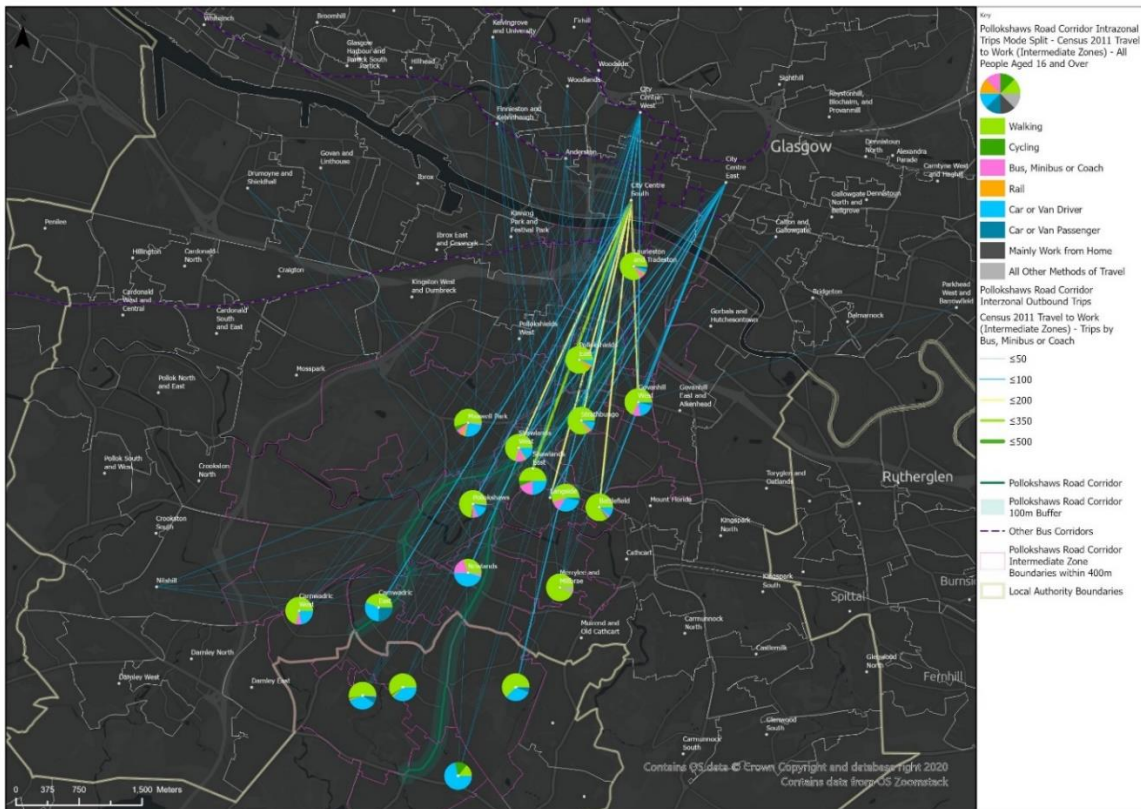 Whiteinch
Broomhill
Kelvingrove
and University
Firhill
Glasgow
Harbour and
Partick South
Partick
Hillhead
Woodside
Woodlands
City
Center
West
Sighthill
Roystonhill,
Blochairn, and
Provanmill
Finnieston and
Kelvinhaugh
Anderston
Glasgow
Dennistoun
North
Alexandra
Parade
Carntyne West
and Haghill
Govan and
Linthouse
Drumoyne and
Shieldhall
Ibrox
City
Centre
East
City Centre
South
Gallowgate
North and
Bellgrove
Dennistoun
Calton and
Gallowgate
Kinning
Park and
Festival Park
Penilee
Hillington
Cardonald
North
Ibrox East
and Cessnock
Craigton
Laurieston
and Tradeston
Cardonald
West and
Central
Cardonald
South
and East
Kingston West
and Dumbreck
Bridgeton
Parkhead
West and
Barrowfield
Dalmarnock
Gorbals and
Hutchesontown
Pollokshields
West
Pollokshields
East
Mosspark
Pollok North
and East
Govanhill
West
Govanhill
East and
Aikenhead
Maxwell Park
Strathbungo
Shawlands
West
Shawlands
East
Pollok South
and West
Crookston
North
Toryglen and
Oatlands
Rutherglen
Pollokshaws
Langside
Battlefield
Mount Florida
Crookston
South
Kingspark
North
Cathcart
Nitshill
Newlands
Merrylee and
Millbrae
Kingspark
South
Burnsi
Spittal
Carnwadric
West
Carnwadric
East
Muirend and
Old Cathcart
Carmunnock
North
Darnley North
Castlemilk
Glenwood
North
Darnley West
Darnley East
Fernhill
Glenwood
South
Carmunnock
South
Contains OS data © Crown Copyright and database right 2020
Contains data from OS Zoomstack
0 375 750 1,500 Meters
Key
Pollokshaws Road Corridor Intrazonal
Trips Mode Split - Census 2011 Travel
to Work (Intermediate Zones) - All
People Aged 16 and Over
Walking
Cycling
Bus, Minibus or Coach
Rail
Car or Van Driver
Car or Van Passenger
Mainly Work from Home
All Other Methods of Travel
Pollokshaws Road Corridor
Interzonal Outbound Trips
Census 2011 Travel to Work
(Intermediate Zones) - Trips by
Bus, Minibus or Coach
≤50
≤100
≤200
≤350
≤500
Pollokshaws Road Corridor
Pollokshaws Road Corridor
100m Buffer
Other Bus Corridors
Pollokshaws Road Corridor
Intermediate Zone
Boundaries within 400m
Local Authority Boundaries